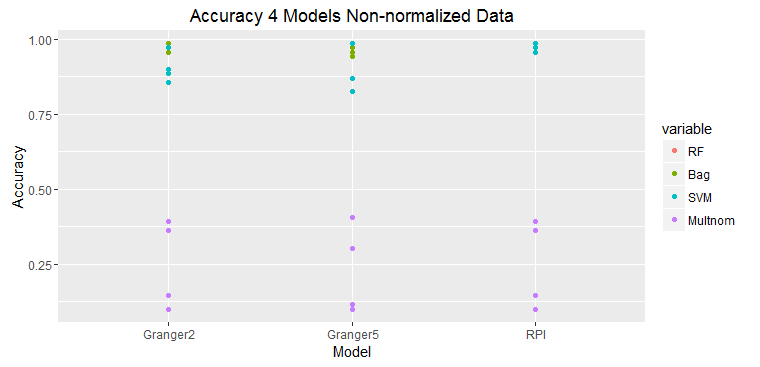 Accuracy 4 Models Non-normalized Data
Accuracy
1.00
0.75
0.50
0.25
Granger2
Granger5
RPI
Model
variable
RF
Bag
SVM
Multnom